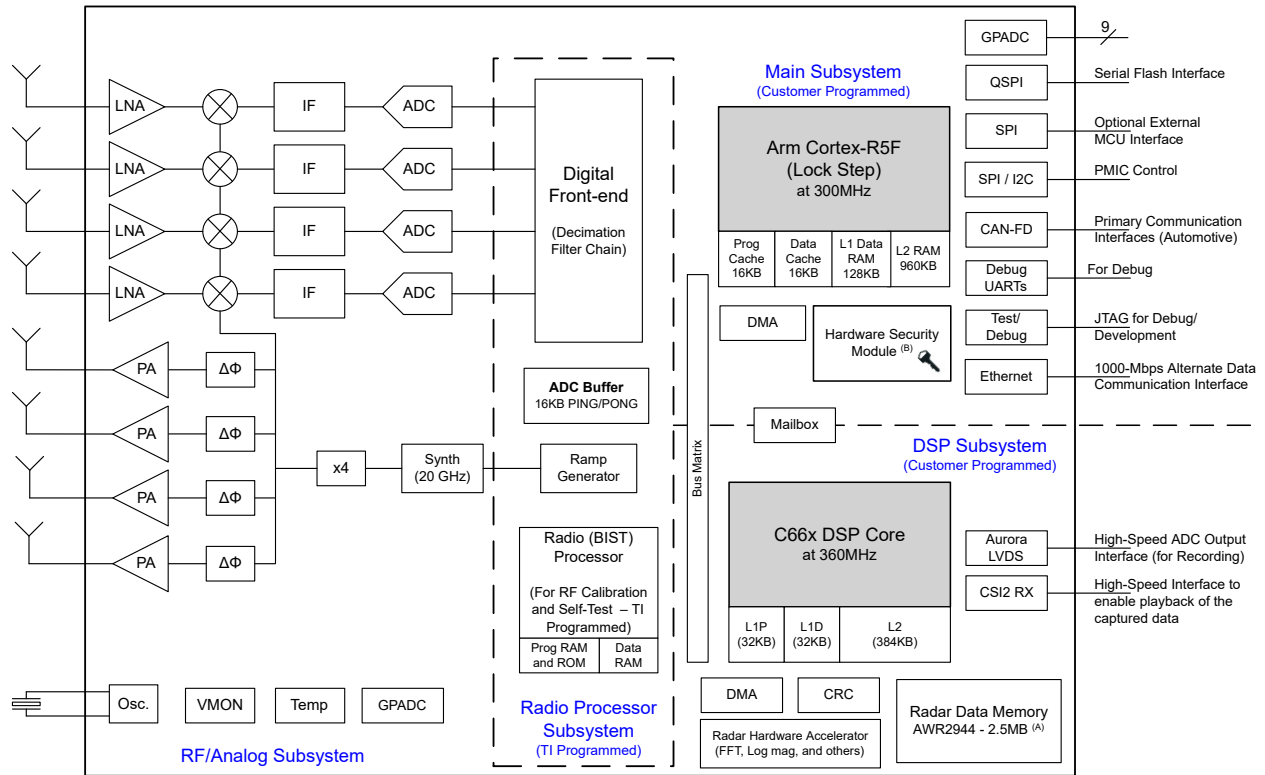 LNA
IF
ADC
LNA
IF
ADC
LNA
IF
ADC
LNA
IF
ADC
PA
ΔΦ
PA
ΔΦ
PA
ΔΦ
PA
ΔΦ
x4
Synth
(20 GHz)
Osc.
VMON
Temp
GPADC
RF/Analog Subsystem
Digital
Front-end
(Decimation
Filter Chain)
ADC Buffer
16KB PING/PONG
Ramp
Generator
Radio (BIST)
Processor
(For RF Calibration
and Self-Test – TI
Programmed)
Prog RAM
and ROM
Data
RAM
Radio Processor
Subsystem
(TI Programmed)
Bus Matrix
Main Subsystem
(Customer Programmed)
Arm Cortex-R5F
(Lock Step)
at 300MHz
Prog
Cache
16KB
Data
Cache
16KB
L1 Data
RAM
128KB
L2 RAM
960KB
DMA
Hardware Security
Module (B)
Mailbox
DSP Subsystem
(Customer Programmed)
C66x DSP Core
at 360MHz
L1P
(32KB)
L1D
(32KB)
L2
(384KB)
DMA
CRC
Radar Hardware Accelerator
(FFT, Log mag, and others)
Radar Data Memory
AWR2944 - 2.5MB (A)
GPADC
9
QSPI
Serial Flash Interface
SPI
Optional External
MCU Interface
SPI / I2C
PMIC Control
CAN-FD
Primary Communication
Interfaces (Automotive)
Debug
UARTs
For Debug
Test/
Debug
JTAG for Debug/
Development
Ethernet
1000-Mbps Alternate Data
Communication Interface
Aurora
LVDS
High-Speed ADC Output
Interface (for Recording)
CSI2 RX
High-Speed Interface to
enable playback of the
captured data